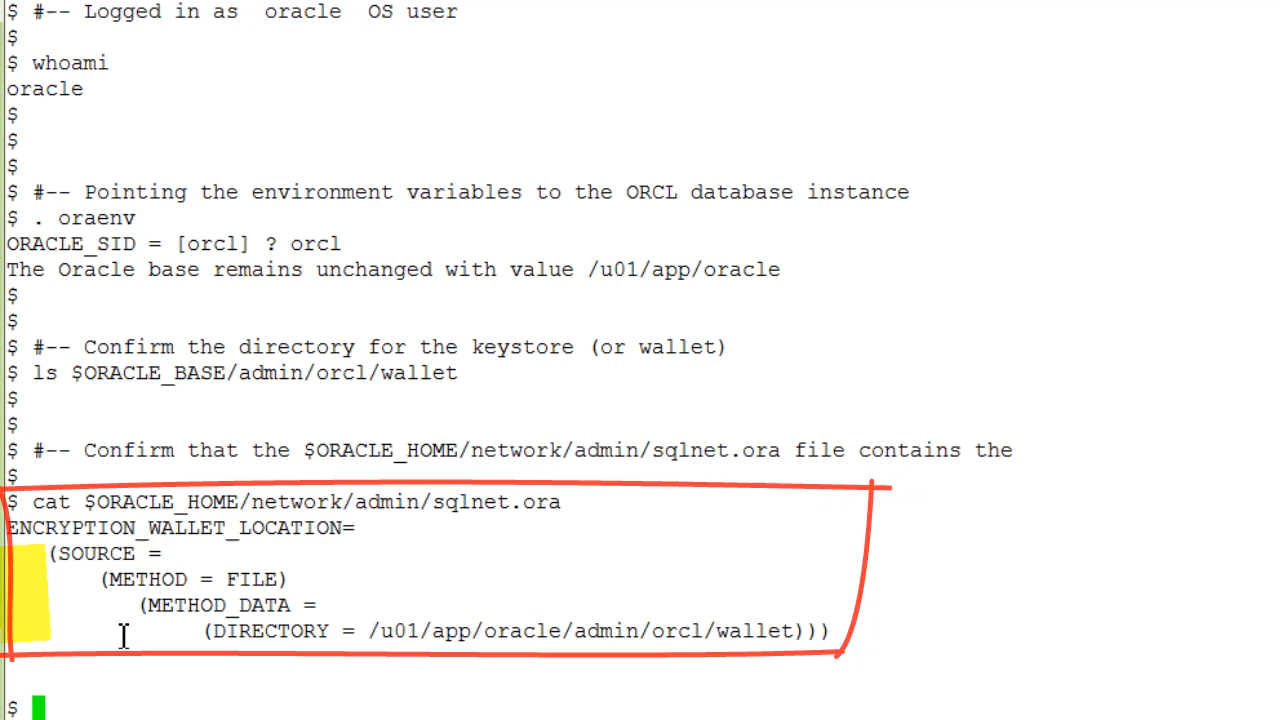 $ #-- Logged in as  oracle  OS user
$
$ whoami
oracle
$
$
$
$ #-- Pointing the environment variables to the ORCL database instance
$ . oraenv
ORACLE_SID = [orcl] ? orcl
The Oracle base remains unchanged with value /u01/app/oracle
$
$
$ #-- Confirm the directory for the keystore (or wallet)
$ ls $ORACLE_BASE/admin/orcl/wallet
$
$
$ #-- Confirm that the $ORACLE_HOME/network/admin/sqlnet.ora file contains the
$
$ cat $ORACLE_HOME/network/admin/sqlnet.ora
ENCRYPTION_WALLET_LOCATION=
(SOURCE =
(METHOD = FILE)
(METHOD_DATA =
(DIRECTORY = /u01/app/oracle/admin/orcl/wallet)))
$